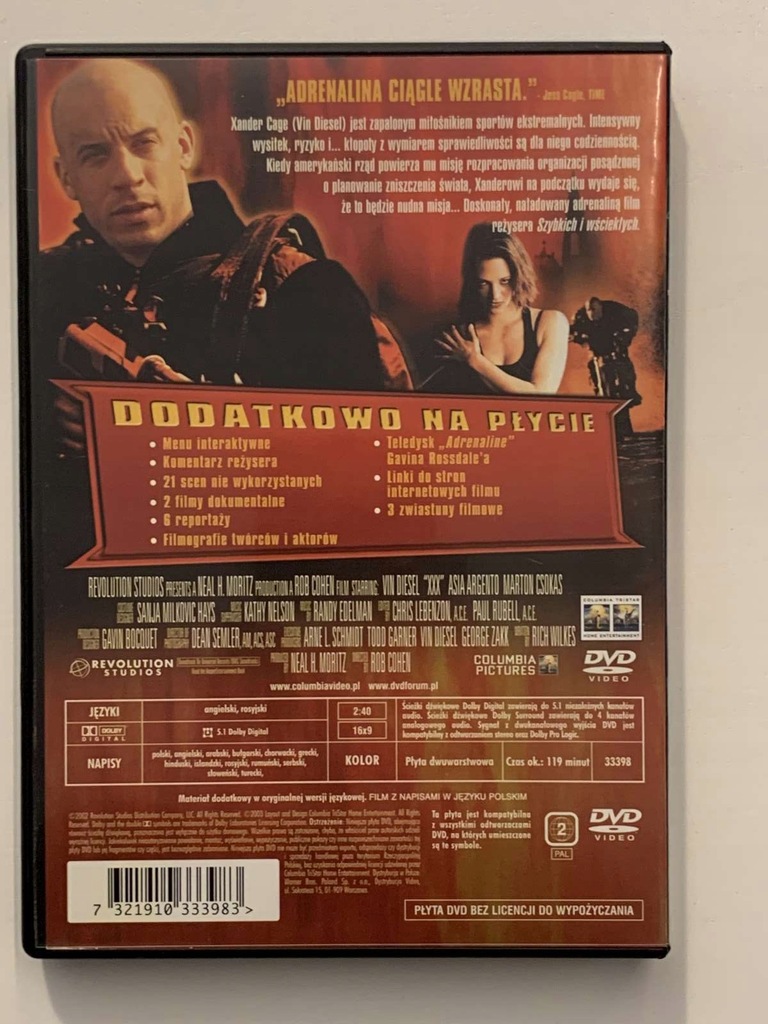 „ADRENALINA CIĄGLE WZRASTA.” - Jess Cagle, TIME
Xander Cage (Vin Diesel) jest zapalonym miłośnikiem sportów ekstremalnych. Intensywny
wysiłek, ryzyko i... kłopoty z wymiarem sprawiedliwości są dla niego codziennością.
Kiedy amerykański rząd powierza mu misję rozpracowania organizacji posądzonej
o planowanie zniszczenia świata, Xanderowi na początku wydaje się,
że to będzie nudna misja... Doskonały, naładowany adrenaliną film
reżysera Szybkich i wściekłych.
DODATKOWO NA PŁYCIE
• Menu interaktywne
• Komentarz reżysera
• 21 scen nie wykorzystanych
• 2 filmy dokumentalne
• 6 reportaży
• Filmografie twórców i aktorów
• Teledysk „Adrenaline”
Gavina Rossdale'a
• Linki do stron
internetowych filmu
• 3 zwiastuny filmowe
REVOLUTION STUDIOS PRESENTS A NEAL H. MORITZ PRODUCTION A ROB COHEN FILM STARRING: VIN DIESEL "XXX" ASIA ARGENTO MARTON CSOKAS
SANJA MILKOVIC HAYS KATHY NELSON RANDY EDELMAN CHRIS LEBENZON, A.C.E. PAUL RUBELL, A.C.E.
GAVIN BOCQUET DEAN SEMLER, AM, ACS, ASC ARNE L. SCHMIDT TODD GARNER VIN DIESEL GEORGE ZAKK RICH WILKES
NEAL H. MORITZ ROB COHEN
REVOLUTION
STUDIOS
COLUMBIA
PICTURES
COLUMBIA TRISTAR
HOME ENTERTAINMENT
DVD
VIDEO
www.columbiavideo.pl www.dvdforum.pl
JĘZYKI
angielski, rosyjski
DOLBY
DIGITAL
5.1 Dolby Digital
NAPISY
polski, angielski, arabski, bułgarski, chorwacki, grecki,
hinduski, islandzki, rosyjski, rumuński, serbski,
słoweński, turecki,
2:40
16x9
KOLOR
Ścieżki dźwiękowe Dolby Digital zawierają do 5.1 niezależnych kanałów
audio. Ścieżki dźwiękowe Dolby Surround zawierają do 4 kanałów
analogowego audio. Sygnał z dwukanałowego wyjścia DVD jest
kompatybilny z odtwarzaniem stereo oraz Dolby Pro Logic.
Płyta dwuwarstwowa
Czas ok.: 119 minut
33398
Materiał dodatkowy w oryginalnej wersji językowej. FILM Z NAPISAMI W JĘZYKU POLSKIM
Ta płyta jest kompatybilna
z wszystkimi odtwarzaczami
DVD, na których umieszczone
są te symbole.
2
PAL
DVD
VIDEO
7 321910 333983 >
PŁYTA DVD BEZ LICENCJI DO WYPOŻYCZANIA